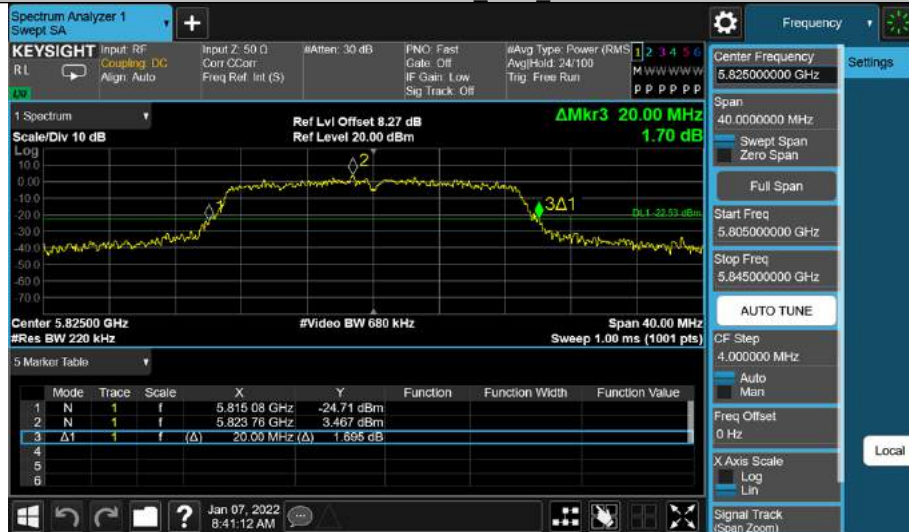 Spectrum Analyzer 1
Swept SA
Frequency
KEYSIGHT
RL
Input: RF
Coupling: DC
Align: Auto
Input Z: 50 Ω
Corr CCorr
Freq Ref: Int (S)
#Atten: 30 dB
PNO: Fast
Gate: Off
IF Gain: Low
Sig Track: Off
#Avg Type: Power (RMS
Avg|Hold: 24/100
Trig: Free Run
1 2 3 4 5 6
M W W W W W
P P P P P P
1 Spectrum
Scale/Div 10 dB
Ref Lvl Offset 8.27 dB
Ref Level 20.00 dBm
ΔMkr3 20.00 MHz
1.70 dB
Log
10.0
0.00
-10.0
-20.0
-30.0
-40.0
-50.0
-60.0
-70.0
1
2
3Δ1
DL1 -22.53 dBm
Center 5.82500 GHz
#Res BW 220 kHz
#Video BW 680 kHz
Span 40.00 MHz
Sweep 1.00 ms (1001 pts)
5 Marker Table
Mode Trace Scale X Y Function Function Width Function Value
1 N 1 f 5.815 08 GHz -24.71 dBm
2 N 1 f 5.823 76 GHz 3.467 dBm
3 Δ1 1 f (Δ) 20.00 MHz (Δ) 1.695 dB
4
5
6
Jan 07, 2022
8:41:12 AM
Center Frequency
5.825000000 GHz
Span
40.0000000 MHz
Swept Span
Zero Span
Full Span
Start Freq
5.805000000 GHz
Stop Freq
5.845000000 GHz
AUTO TUNE
CF Step
4.000000 MHz
Auto
Man
Freq Offset
0 Hz
X Axis Scale
Log
Lin
Signal Track
(Span Zoom)
Settings
Local